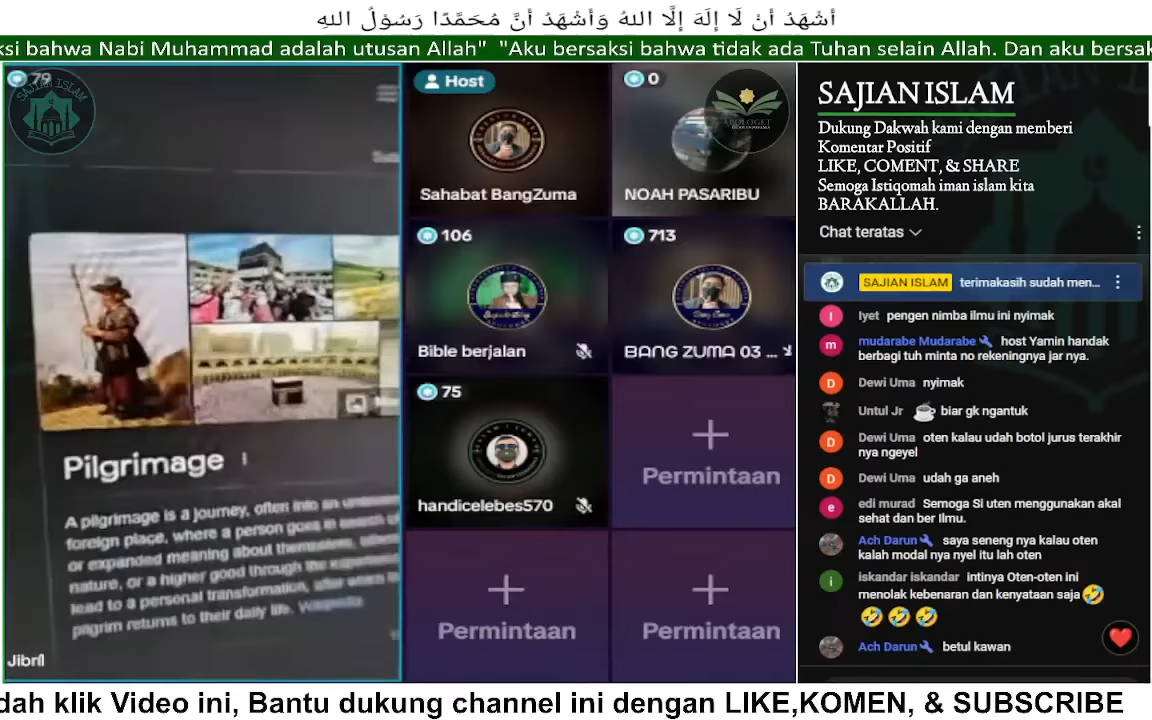 أشْهَدُ أنْ لَا إلَهَ إلَّا اللهُ وَأشْهَدُ أنَّ مُحَمَّدًا رَسُوْلُ اللهِ
bahwa Nabi Muhammad adalah utusan Allah" "Aku bersaksi bahwa tidak ada Tuhan selain Allah. Dan aku
79
SAJIAN ISLAM
Pilgrimage
A pilgrimage is a journey, often into an
foreign place, where a person goes in search of
or expanded meaning about themselves,
nature, or a higher good through the
lead to a personal transformation, after
pilgrim returns to their daily life. Wikipedia
Jibril
Host
Sahabat BangZuma
0
NOAH PASARIBU
106
Bible berjalan
713
BANG ZUMA 03 ...
75
handicelebes570
Permintaan
Permintaan
Permintaan
SAJIAN ISLAM
Dukung Dakwah kami dengan memberi
Komentar Positif
LIKE, COMENT, & SHARE
Semoga Istiqomah iman islam kita
BARAKALLAH.
Chat teratas
SAJIAN ISLAM terimakasih sudah men...
Iyet pengen nimba ilmu ini nyimak
mudarabe Mudarabe host Yamin handak
berbagi tuh minta no rekeningnya jar nya.
Dewi Uma nyimak
Untul Jr ☕ biar gk ngantuk
Dewi Uma oten kalau udah botol jurus terakhir
nya ngeyel
Dewi Uma udah ga aneh
edi murad Semoga Si uten menggunakan akal
sehat dan ber Ilmu.
Ach Darun saya seneng nya kalau oten
kalah modal nya nyel itu lah oten
iskandar iskandar intinya Oten-oten ini
menolak kebenaran dan kenyataan saja🤣
🤣🤣🤣
Ach Darun betul kawan
klik Video ini, Bantu dukung channel ini dengan LIKE,KOMEN, & SUBSCRIBE